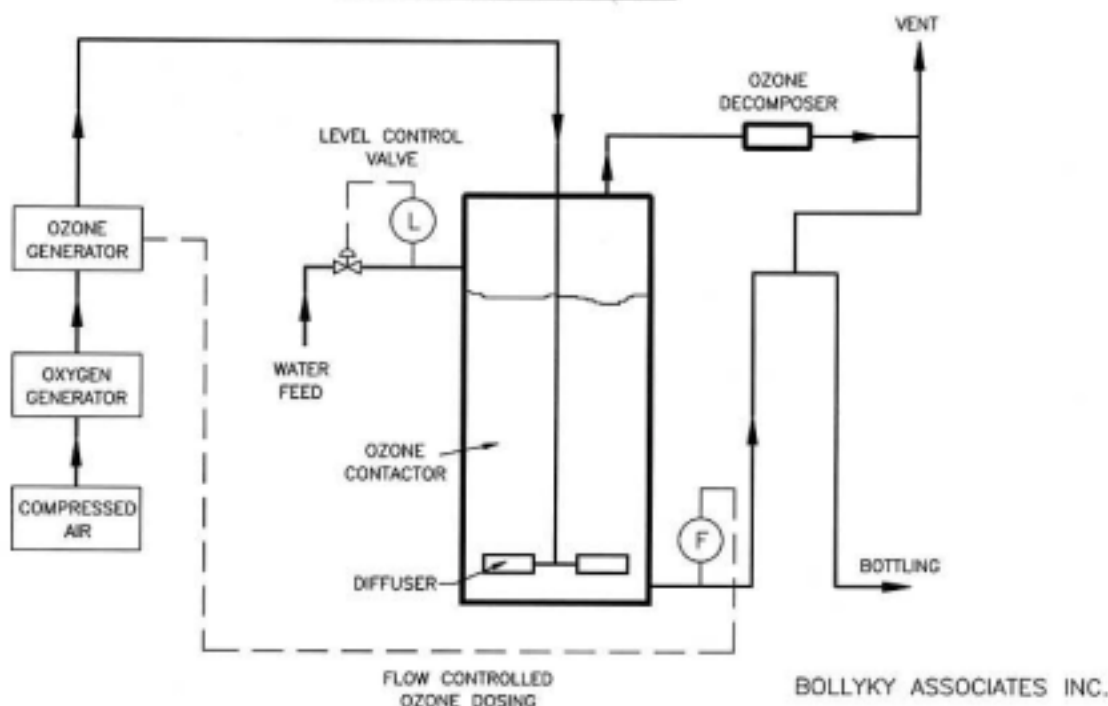 VENT
OZONE
DECOMPOSER
LEVEL CONTROL
VALVE
L
OZONE
GENERATOR
WATER
FEED
OXYGEN
GENERATOR
OZONE
CONTACTOR
COMPRESSED
AIR
F
DIFFUSER
BOTTLING
FLOW CONTROLLED
OZONE DOSING
BOLLYKY ASSOCIATES INC.